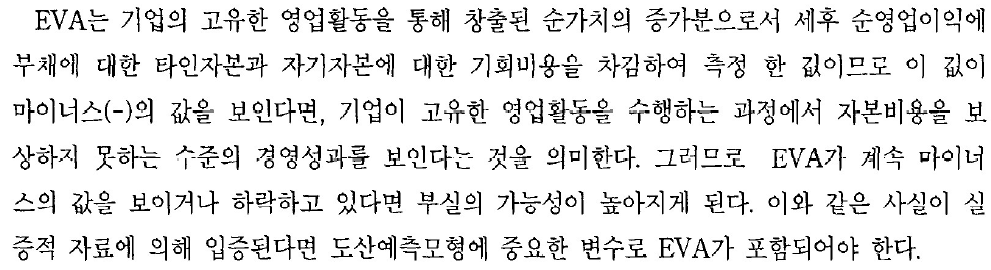 EVA는 기업의 고유한 영업활동을 통해 창출된 순가치의 증가분으로서 세후 순영업이익에
부채에 대한 타인자본과 자기자본에 대한 기회비용을 차감하여 측정 한 값이므로 이 값이
마이너스(-)의 값을 보인다면, 기업이 고유한 영업활동을 수행하는 과정에서 자본비용을 보
상하지 못하는 수준의 경영성과를 보인다는 것을 의미한다. 그러므로 EVA가 계속 마이너
스의 값을 보이거나 하락하고 있다면 부실의 가능성이 높아지게 된다. 이와 같은 사실이 실
증적 자료에 의해 입증된다면 도산예측모형에 중요한 변수로 EVA가 포함되어야 한다.